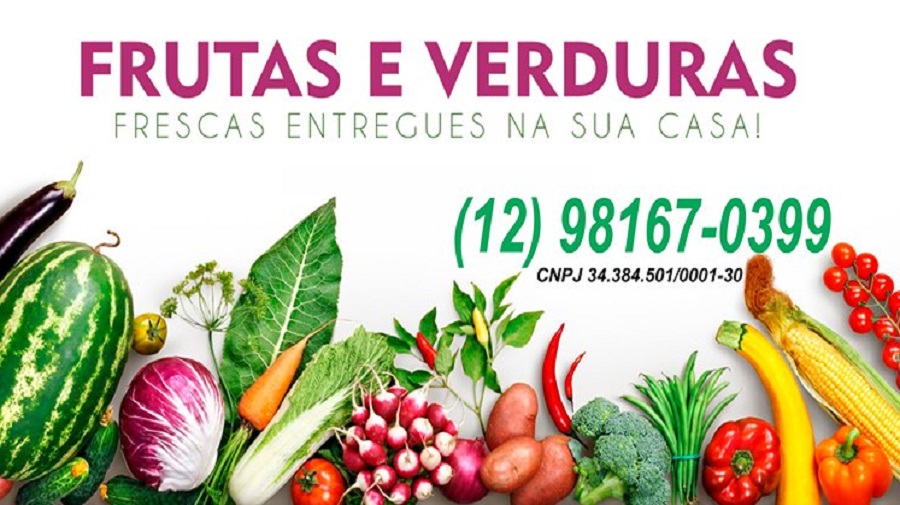 FRUTAS E VERDURAS
FRESCAS ENTREGUES NA SUA CASA!
(12) 98167-0399
CNPJ 34.384.501/0001-30